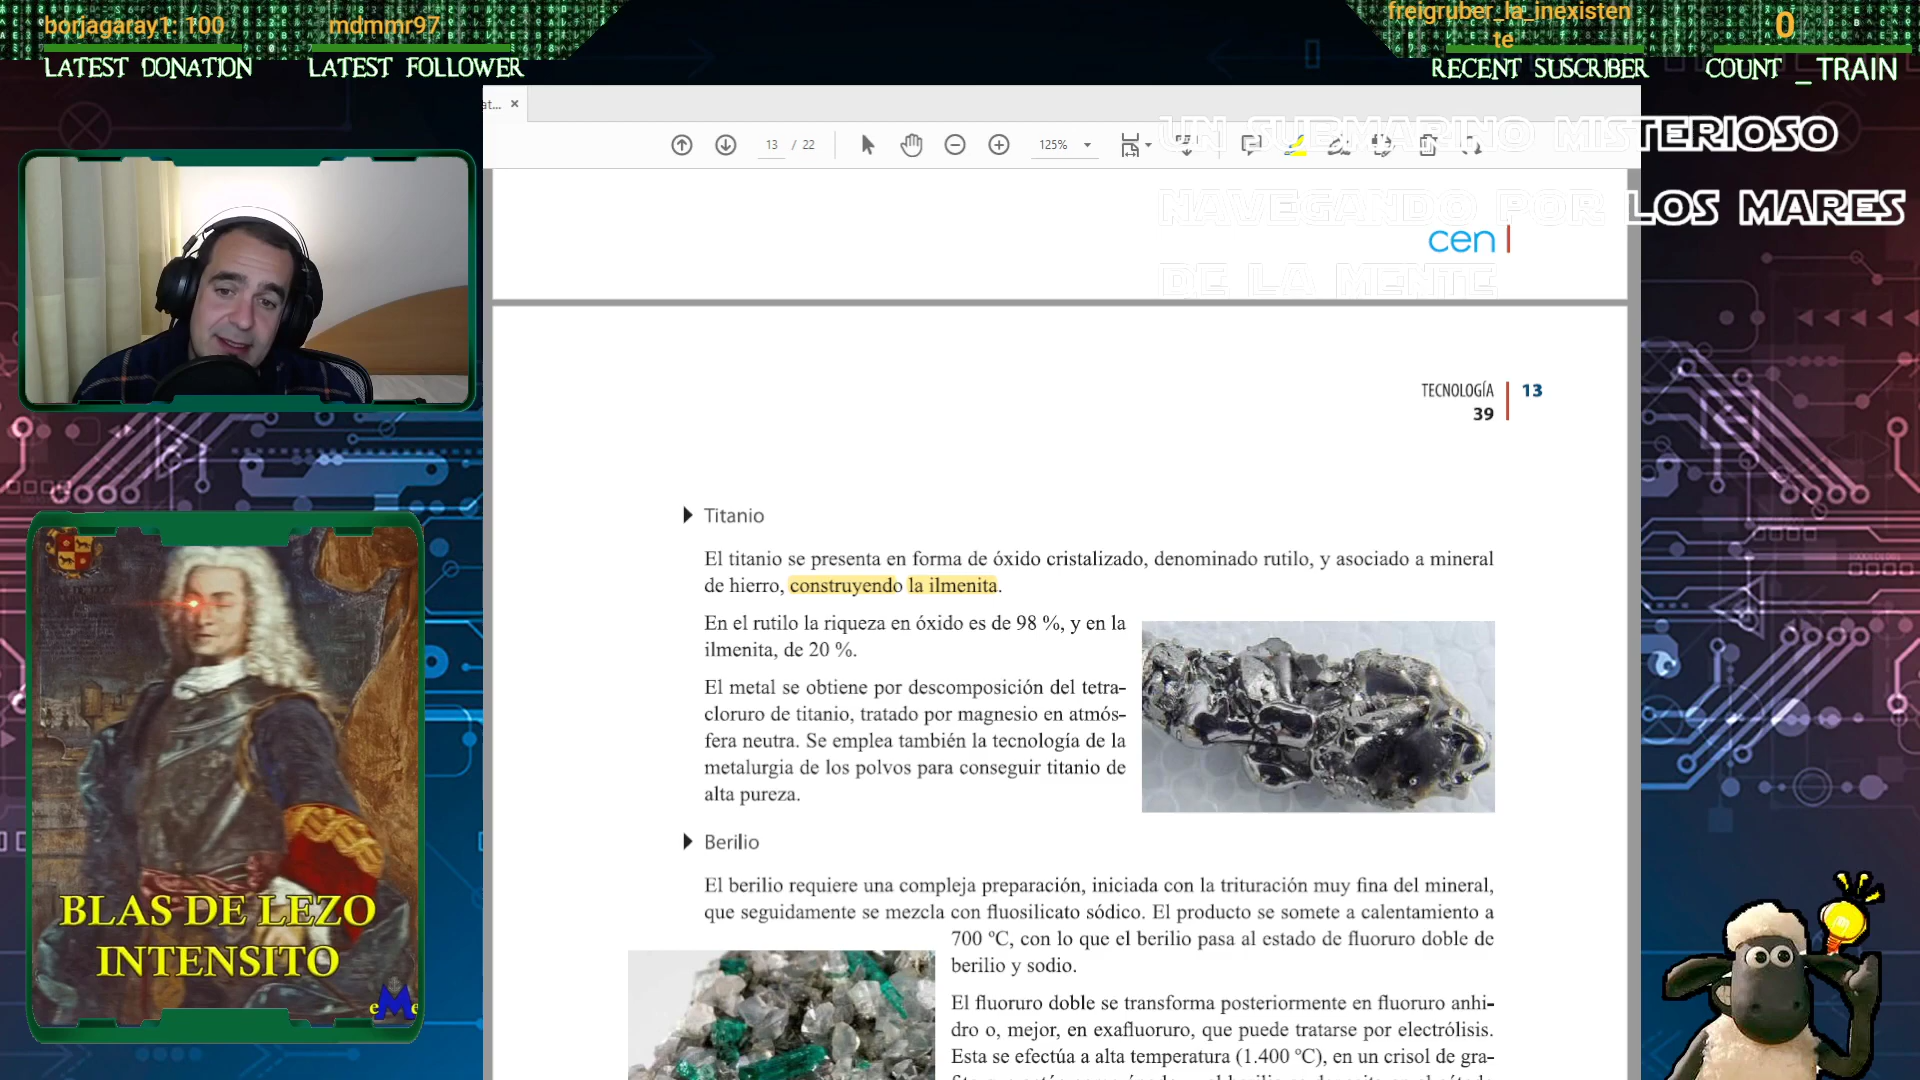 borjagaray1: 100
mdmmr97
freigruber_la_inexisten
te
0
LATEST DONATION
LATEST FOLLOWER
RECENT SUSCRIBER
COUNT _TRAIN
at...
13 / 22
125%
UN SUBMARINO MISTERIOSO
NAVEGANDO POR LOS MARES
DE LA MENTE
cen
TECNOLOGÍA 13
39
Titanio
El titanio se presenta en forma de óxido cristalizado, denominado rutilo, y asociado a mineral
de hierro, construyendo la ilmenita.
En el rutilo la riqueza en óxido es de 98 %, y en la
ilmenita, de 20 %.
El metal se obtiene por descomposición del tetra-
cloruro de titanio, tratado por magnesio en atmós-
fera neutra. Se emplea también la tecnología de la
metalurgia de los polvos para conseguir titanio de
alta pureza.
Berilio
El berilio requiere una compleja preparación, iniciada con la trituración muy fina del mineral,
que seguidamente se mezcla con fluosilicato sódico. El producto se somete a calentamiento a
700 ºC, con lo que el berilio pasa al estado de fluoruro doble de
berilio y sodio.
El fluoruro doble se transforma posteriormente en fluoruro anhi-
dro o, mejor, en exafluoruro, que puede tratarse por electrólisis.
Esta se efectúa a alta temperatura (1.400 ºC), en un crisol de gra-
BLAS DE LEZO
INTENSITO
eMe